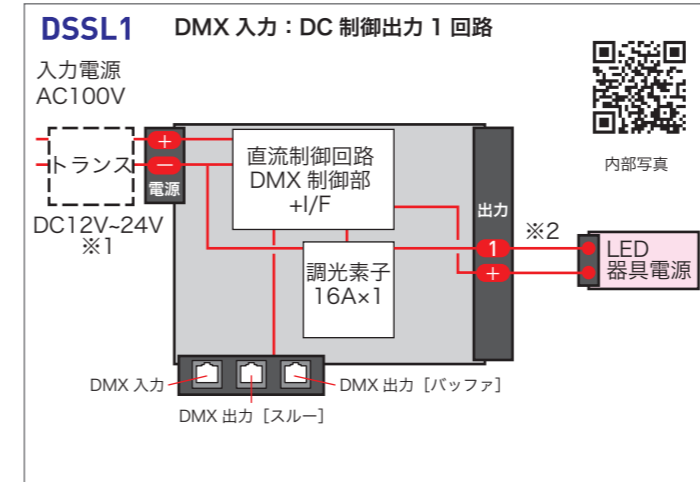 DSSL1 DMX 入力：DC 制御出力 1 回路
入力電源
AC100V
内部写真
トランス
+
−
電源
直流制御回路
DMX 制御部
+I/F
DC12V~24V
※1
調光素子
16A×1
出力
1
+
※2
LED
器具電源
DMX 入力
DMX 出力［スルー］
DMX 出力［バッファ］